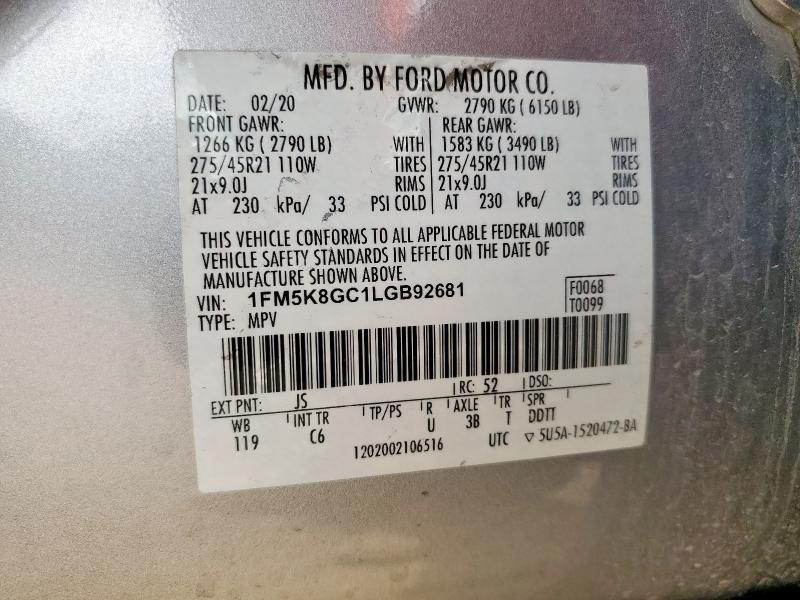 MFD. BY FORD MOTOR CO.
DATE: 02/20 GVWR: 2790 KG ( 6150 LB)
FRONT GAWR: REAR GAWR:
1266 KG ( 2790 LB) WITH 1583 KG ( 3490 LB) WITH
275/45R21 110W TIRES 275/45R21 110W TIRES
21x9.0J RIMS 21x9.0J RIMS
AT 230 kPa/ 33 PSI COLD AT 230 kPa/ 33 PSI COLD
THIS VEHICLE CONFORMS TO ALL APPLICABLE FEDERAL MOTOR
VEHICLE SAFETY STANDARDS IN EFFECT ON THE DATE OF
MANUFACTURE SHOWN ABOVE.
VIN: 1FM5K8GC1LGB92681 F0068
TYPE: MPV T0099
EXT PNT: JS RC: 52 DSO:
WB INT TR TP/PS R AXLE TR SPR
119 C6 U 3B T DDTT
1202002106516 UTC ▽ 5U5A-1520472-BA